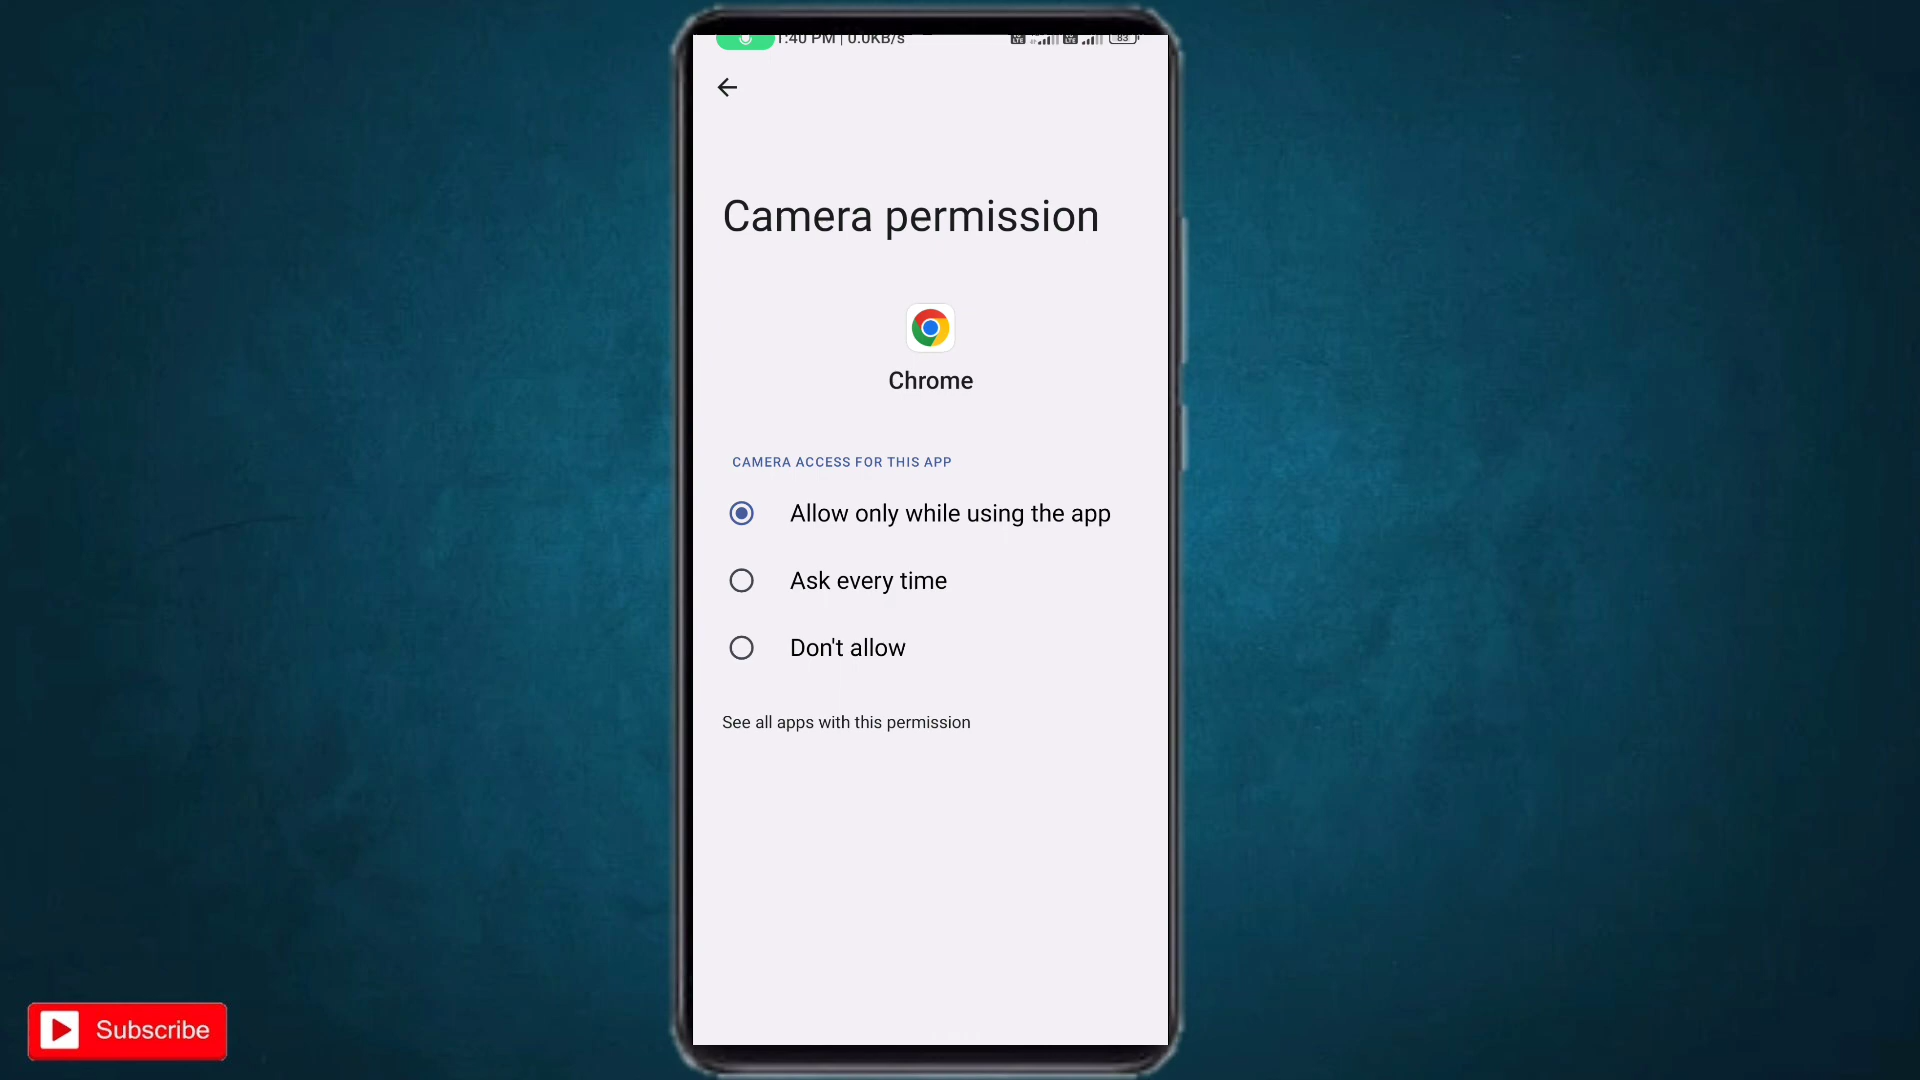 1:40 PM | 0.0KB/s 83
Camera permission
Chrome
CAMERA ACCESS FOR THIS APP
Allow only while using the app
Ask every time
Don't allow
See all apps with this permission
Subscribe